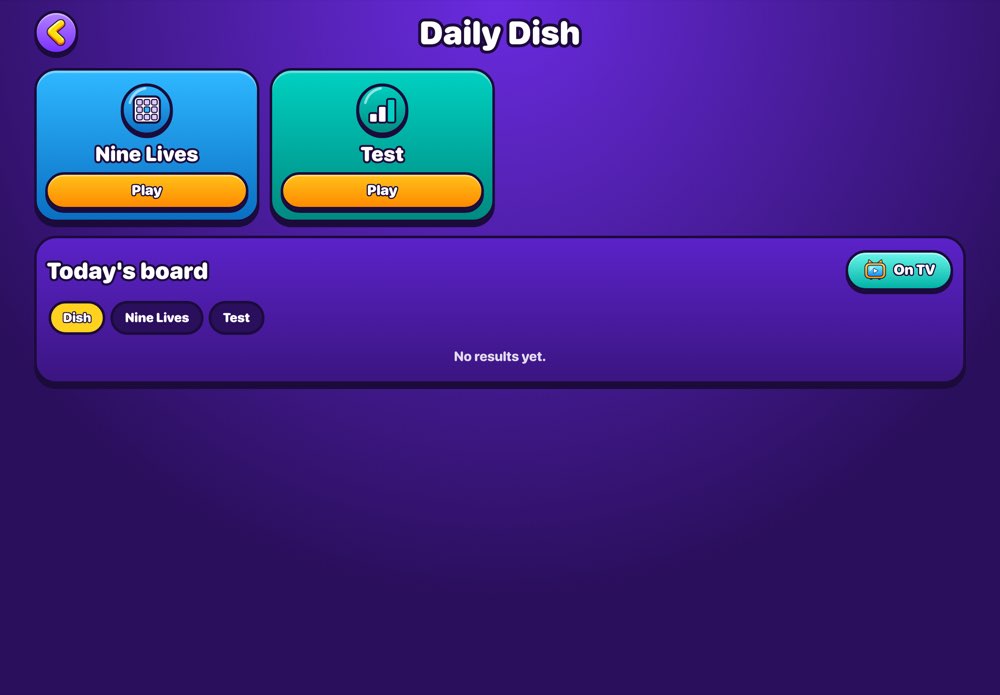 Daily Dish
Nine Lives
Play
Test
Play
Today's board
On TV
Dish
Nine Lives
Test
No results yet.